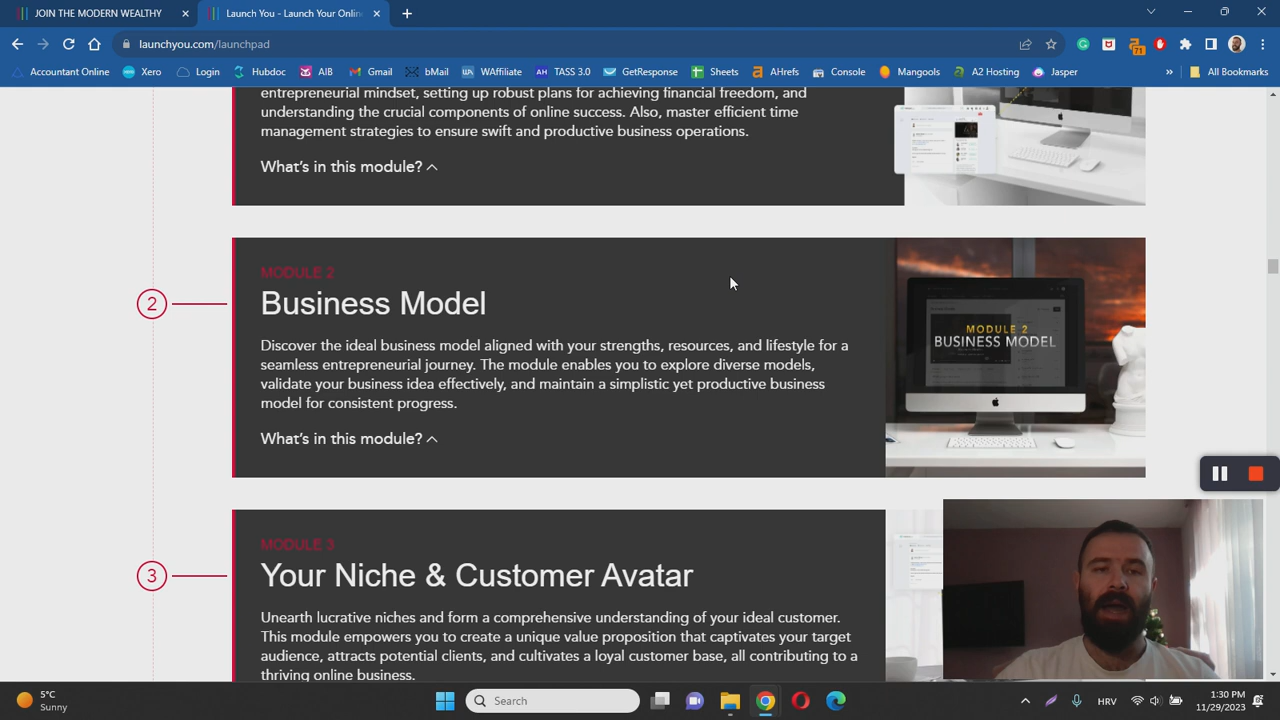 JOIN THE MODERN WEALTHY
Launch You - Launch Your Onlin
launchyou.com/launchpad
71
Accountant Online
Xero
Login
Hubdoc
AIB
Gmail
bMail
WA WAffiliate
AH TASS 3.0
GetResponse
Sheets
AHrefs
Console
Mangools
A2 Hosting
Jasper
»
All Bookmarks
entrepreneurial mindset, setting up robust plans for achieving financial freedom, and
understanding the crucial components of online success. Also, master efficient time
management strategies to ensure swift and productive business operations.
What's in this module?
MODULE 2
2
Business Model
Discover the ideal business model aligned with your strengths, resources, and lifestyle for a
seamless entrepreneurial journey. The module enables you to explore diverse models,
validate your business idea effectively, and maintain a simplistic yet productive business
model for consistent progress.
What's in this module?
MODULE 2
BUSINESS MODEL
MODULE 3
3
Your Niche & Customer Avatar
Unearth lucrative niches and form a comprehensive understanding of your ideal customer.
This module empowers you to create a unique value proposition that captivates your target
audience, attracts potential clients, and cultivates a loyal customer base, all contributing to a
thriving online business.
5°C
Sunny
Search
HRV
1:30 PM
11/29/2023